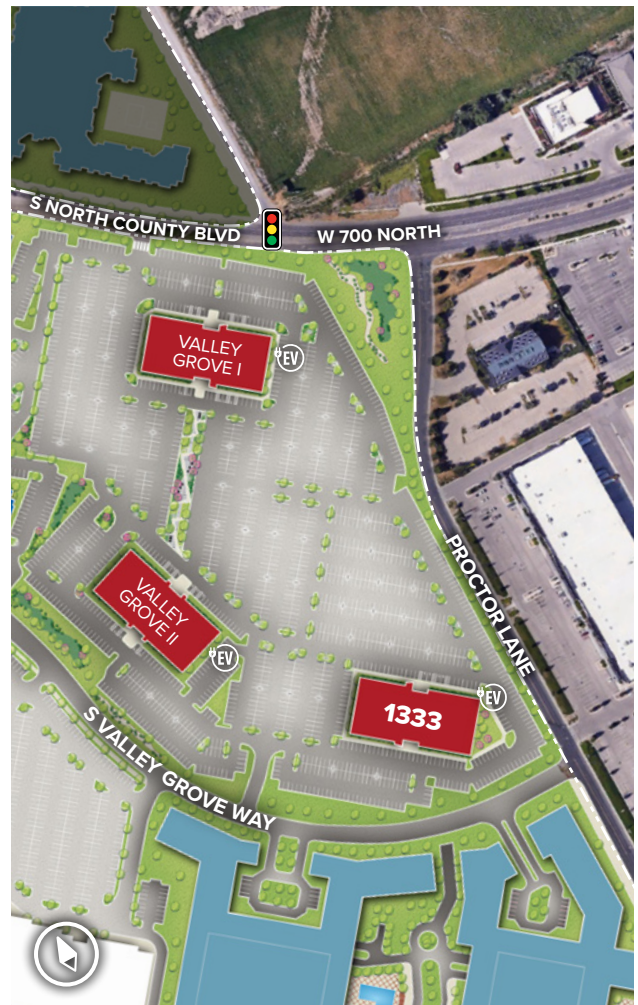 S NORTH COUNTY BLVD
W 700 NORTH
VALLEY
GROVE I
EV
PROCTOR LANE
VALLEY
GROVE II
EV
EV
1333
S VALLEY GROVE WAY